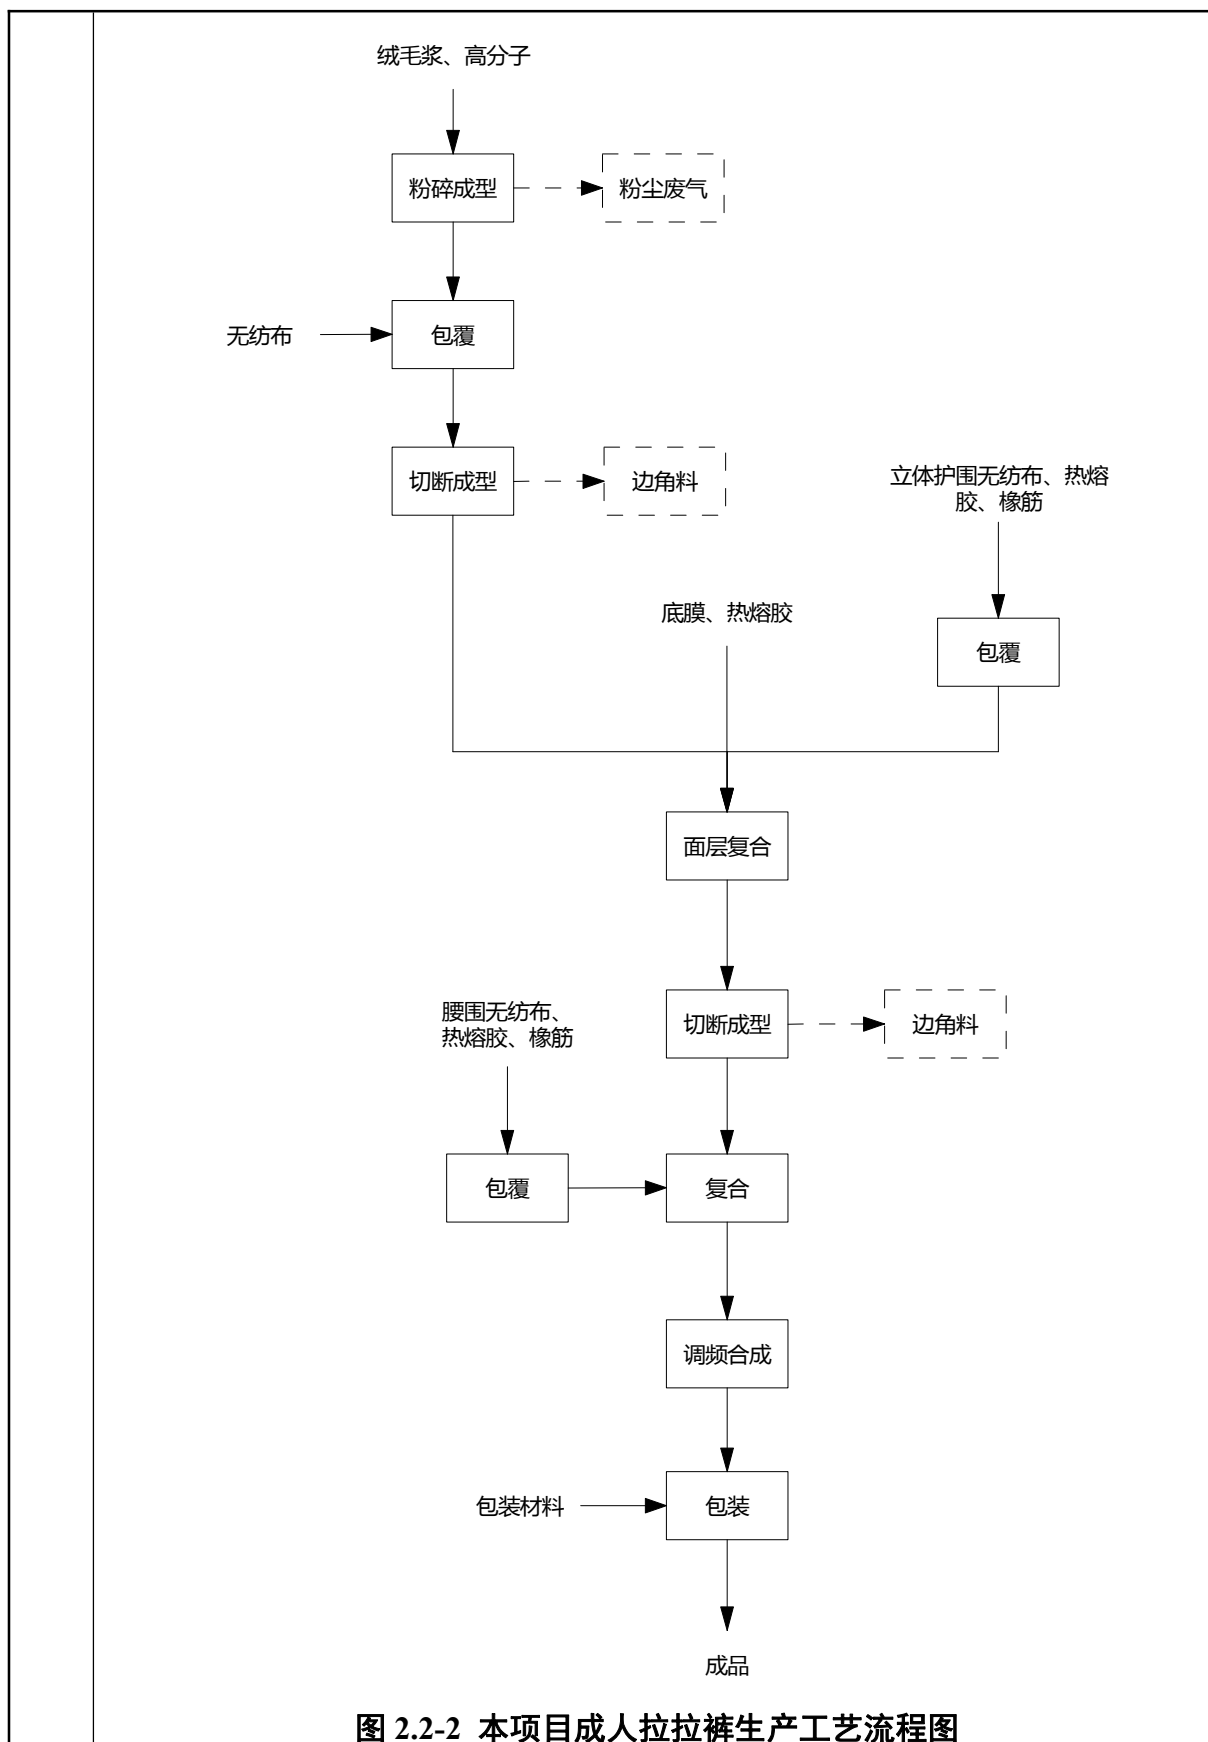 绒毛浆、高分子
粉碎成型
粉尘废气
无纺布
包覆
切断成型
边角料
立体护围无纺布、热熔
胶、橡筋
底膜、热熔胶
包覆
面层复合
切断成型
边角料
腰围无纺布、
热熔胶、橡筋
包覆
复合
调频合成
包装材料
包装
成品
图 2.2-2 本项目成人拉拉裤生产工艺流程图